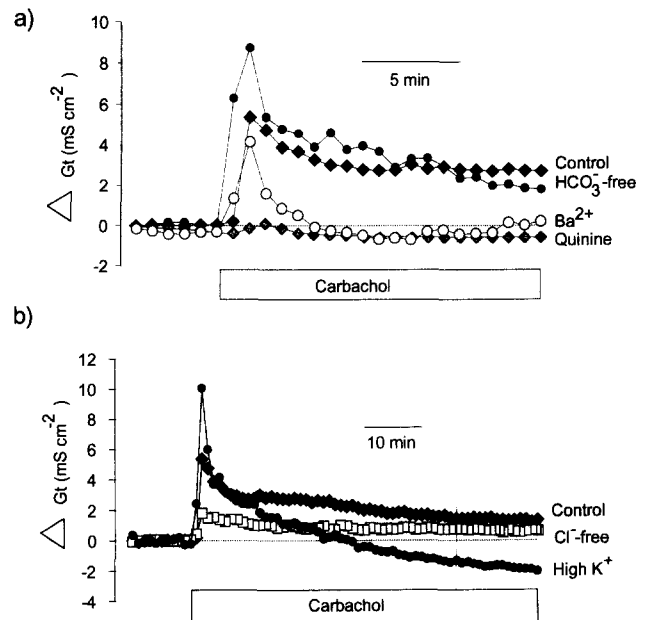 a)
△ Gt (mS cm⁻²)
10
8
6
4
2
0
-2
5 min
Control
HCO₃⁻-free
Ba²⁺
Quinine
Carbachol
b)
△ Gt (mS cm⁻²)
12
10
8
6
4
2
0
-2
-4
10 min
Control
Cl⁻-free
High K⁺
Carbachol